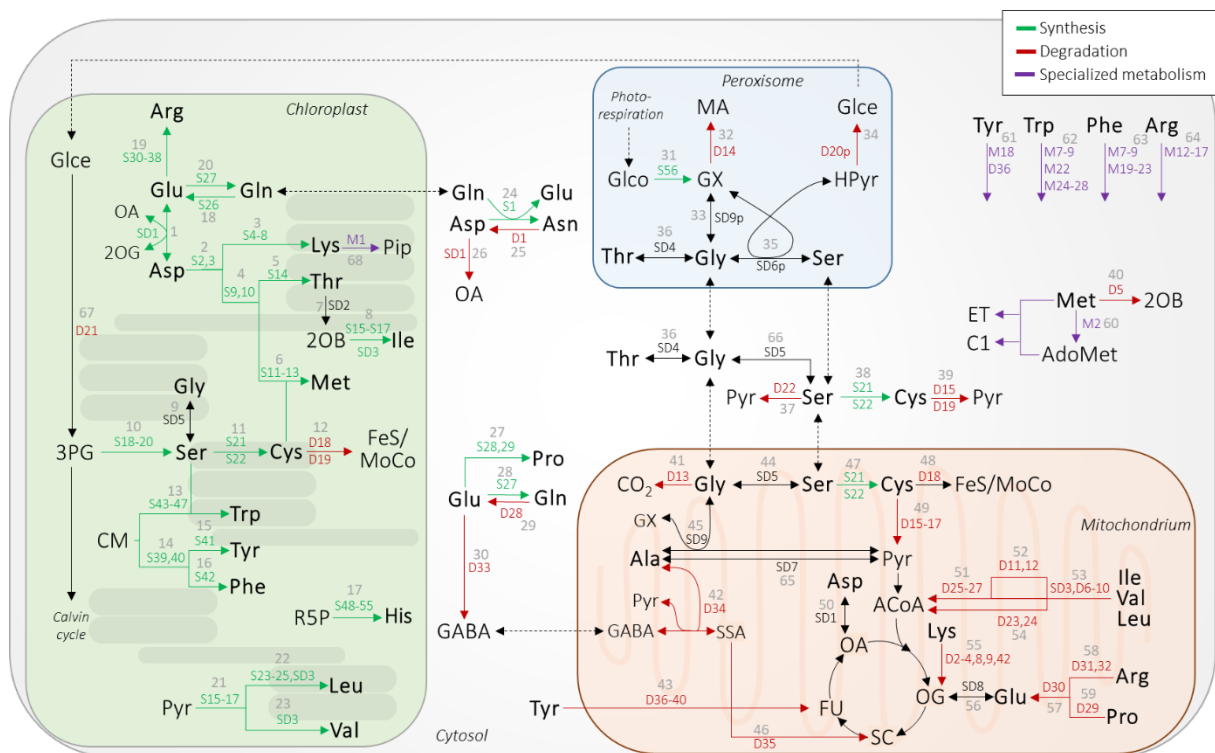 Synthesis
Degradation
Specialized metabolism
Chloroplast
Arg
19
S30-38
20
S27
Glce
Glu
Gln
S26
18
OA
SD1
1
2OG
Asp
2
S2,3
3
S4-8
Lys
M1
Pip
68
4
S9,10
5
S14
Thr
7
SD2
8
2OB
S15-S17
SD3
Ile
67
D21
6
S11-13
Met
Gly
9
SD5
10
S18-20
3PG
Ser
11
S21
S22
Cys
12
D18
D19
FeS/
MoCo
13
S43-47
Trp
CM
14
S39,40
15
S41
Tyr
16
S42
Phe
17
R5P
S48-55
His
Calvin
cycle
22
S23-25,SD3
Leu
21
Pyr
S15-17
23
SD3
Val
Gln
24
S1
Glu
Asp
D1
25
Asn
SD1
26
OA
27
S28,29
Pro
28
Glu
S27
Gln
D28
29
30
D33
GABA
Tyr
43
D36-40
Cytosol
Peroxisome
Photo-
respiration
MA
32
D14
Glce
34
D20p
31
Glco
S56
GX
HPyr
33
SD9p
36
Thr
SD4
Gly
35
SD6p
Ser
36
Thr
SD4
Gly
66
SD5
Pyr
D22
37
Ser
38
S21
S22
Cys
39
D15
D19
Pyr
Tyr
61
M18
D36
Trp
62
M7-9
M22
M24-28
Phe
63
M7-9
M19-23
Arg
64
M12-17
40
Met
D5
2OB
ET
M2
60
C1
AdoMet
41
CO2
D13
Gly
44
SD5
Ser
47
S21
S22
Cys
48
D18
FeS/MoCo
Mitochondrium
GX
45
SD9
49
D15-17
Ala
SD7
65
Pyr
Pyr
42
D34
GABA
SSA
Asp
50
SD1
ACoA
51
D25-27
52
D11,12
53
SD3,D6-10
Ile
Val
Leu
D23,24
54
Lys
55
D2-4,8,9,42
OA
FU
OG
SD8
56
Glu
D30
57
58
D31,32
Arg
59
D29
Pro
46
D35
SC